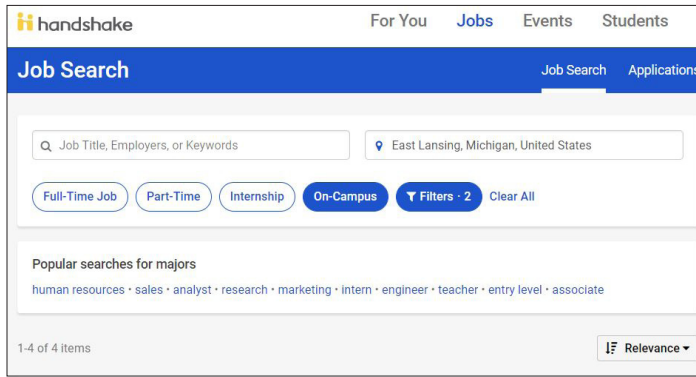 handshake For You Jobs Events Students
Job Search Job Search Applications
Job Title, Employers, or Keywords East Lansing, Michigan, United States
Full-Time Job Part-Time Internship On-Campus Filters · 2 Clear All
Popular searches for majors
human resources · sales · analyst · research · marketing · intern · engineer · teacher · entry level · associate
1-4 of 4 items Relevance